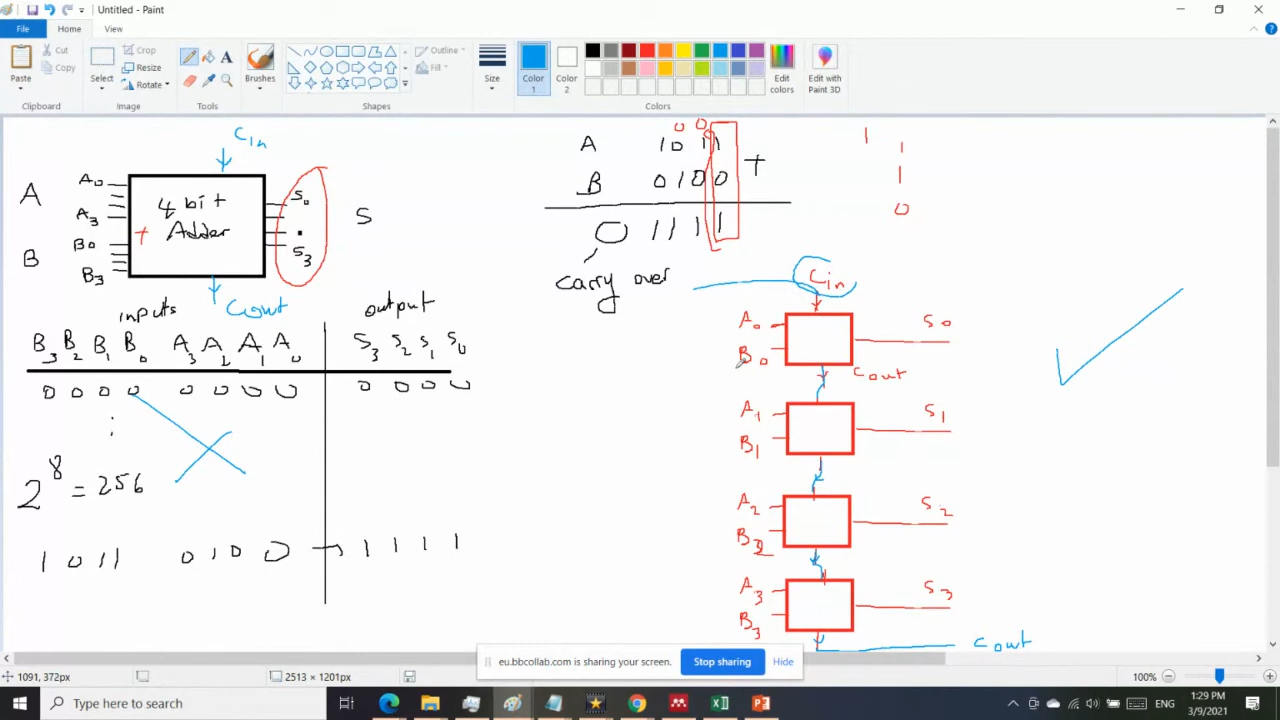 Untitled - Paint
File
Home
View
Paste
Cut
Copy
Clipboard
Select
Crop
Resize
Rotate
Image
Tools
Brushes
Shapes
Outline
Fill
Size
Color 1
Color 2
Colors
Edit colors
Edit with Paint 3D
Cin
A
A0
A3
B
B0
B3
+
4 bit
Adder
S0
.
S3
S
Cout
inputs
output
B3 B2 B1 B0 A3 A2 A1 A0
S3 S2 S1 S0
0 0 0 0 0 0 0 0
0 0 0 0
:
2^8 = 256
1 0 1 1 0 1 0 0
1 1 1 1
0 0
A 1 0 1 1
+
B 0 1 0 0
0 1 1 1 1
carry over
1 1
1
0
Cin
A0
B0
S0
Cout
A1
B1
S1
A2
B2
S2
A3
B3
S3
Cout
eu.bbcollab.com is sharing your screen.
Stop sharing
Hide
1091, 372px
2513 × 1201px
100%
Type here to search
ENG
1:29 PM
3/9/2021